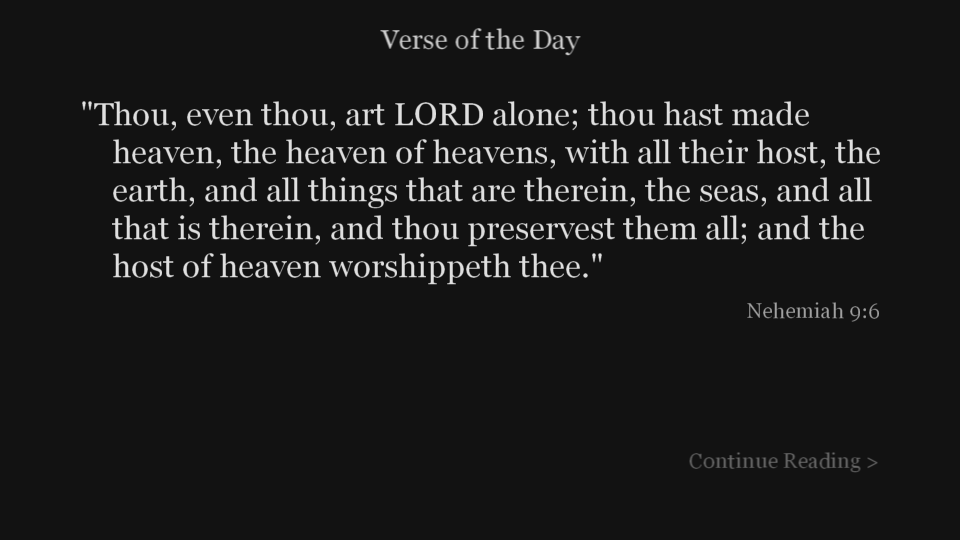 Verse of the Day
"Thou, even thou, art LORD alone; thou hast made
heaven, the heaven of heavens, with all their host, the
earth, and all things that are therein, the seas, and all
that is therein, and thou preservest them all; and the
host of heaven worshippeth thee."
Nehemiah 9:6
Continue Reading >